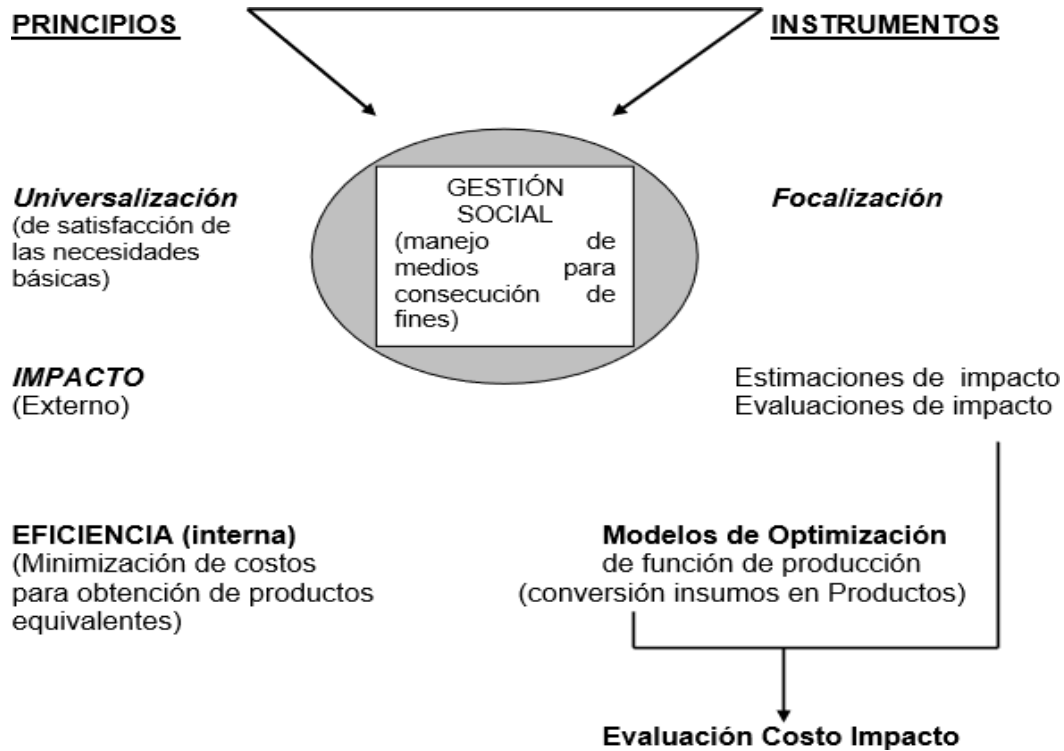 PRINCIPIOS
INSTRUMENTOS
Universalización
(de satisfacción de
las necesidades
básicas)
GESTIÓN
SOCIAL
(manejo de
medios para
consecución de
fines)
Focalización
IMPACTO
(Externo)
Estimaciones de impacto
Evaluaciones de impacto
EFICIENCIA (interna)
(Minimización de costos
para obtención de productos
equivalentes)
Modelos de Optimización
de función de producción
(conversión insumos en Productos)
Evaluación Costo Impacto